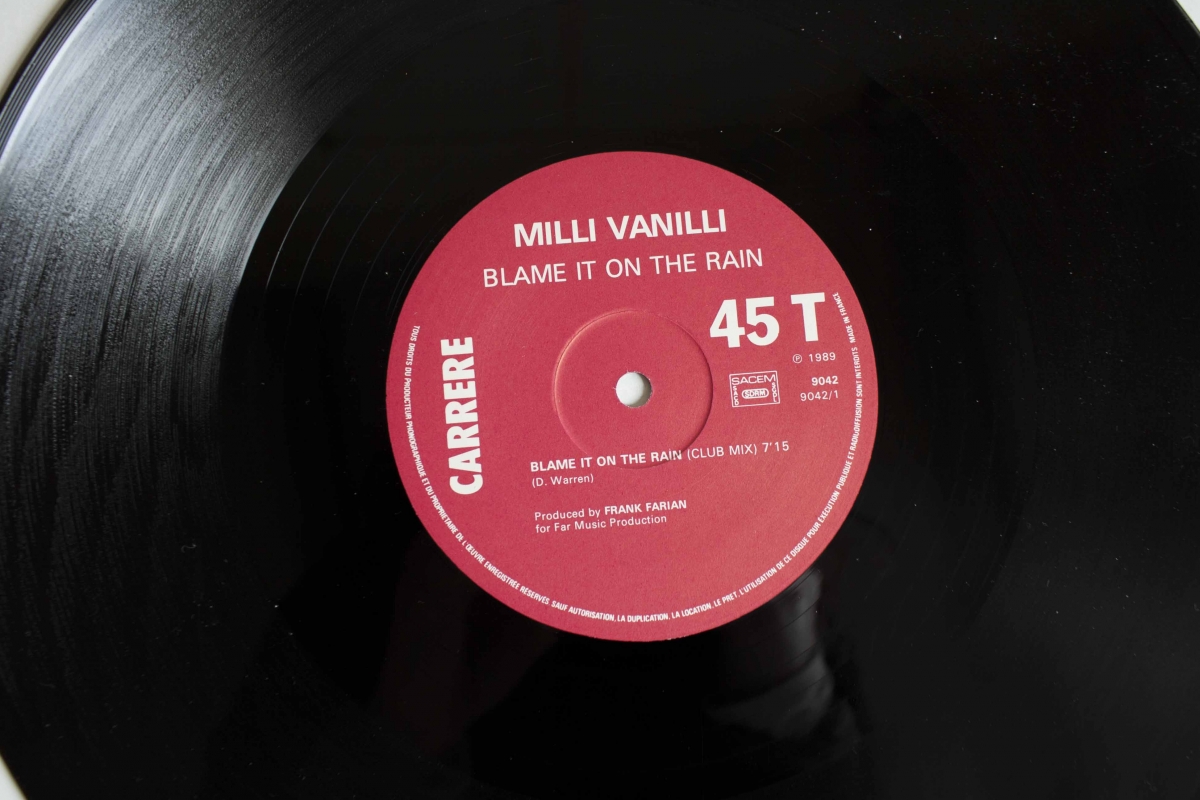 MILLI VANILLI
BLAME IT ON THE RAIN
45 T
℗ 1989
SACEM
SDRM
9042
9042/1
CARRERE
BLAME IT ON THE RAIN (CLUB MIX) 7'15
(D. Warren)
Produced by FRANK FARIAN
for Far Music Production
TOUS DROITS DU PRODUCTEUR PHONOGRAPHIQUE ET DU PROPRIETAIRE DE L'ŒUVRE ENREGISTRÉE RESERVÉS. SAUF AUTORISATION, LA DUPLICATION, LA LOCATION, LE PRET, L'UTILISATION DE CE DISQUE POUR EXECUTION PUBLIQUE ET RADIODIFFUSION SONT INTERDITS MADE IN FRANCE